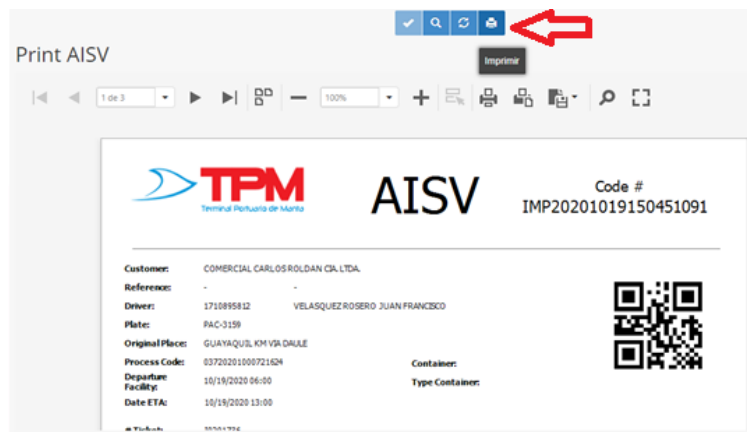 Print AISV
Imprimir
1 de 3
100%
TPM
Terminal Portuaria de Manta
AISV
Code #
IMP20201019150451091
Customer: COMERCIAL CARLOS ROLDAN CIA. LTDA.
Reference: - -
Driver: 1710895812 VELASQUEZ ROSERO JUAN FRANCISCO
Plate: PAC-3159
Original Place: GUAYAQUIL KM VIA DAULE
Process Code: 03720201000721624 Container:
Departure Facility: 10/19/2020 06:00 Type Container:
Date ETA: 10/19/2020 13:00